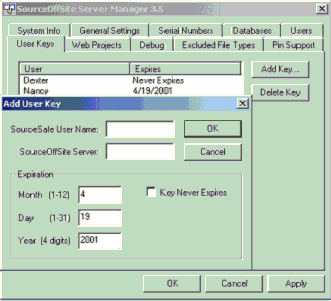 SourceOffSite Server Manager 3.5
System Info General Settings Serial Numbers Databases Users
User Keys Web Projects Debug Excluded File Types Pin Support
User Expires
Dexter Never Expires
Nancy 4/19/2001
Add Key...
Delete Key
Add User Key
SourceSafe User Name:
OK
SourceOffSite Server:
Cancel
Expiration
Month (1-12) 4
Key Never Expires
Day (1-31) 19
Year (4 digits) 2001
OK Cancel Apply